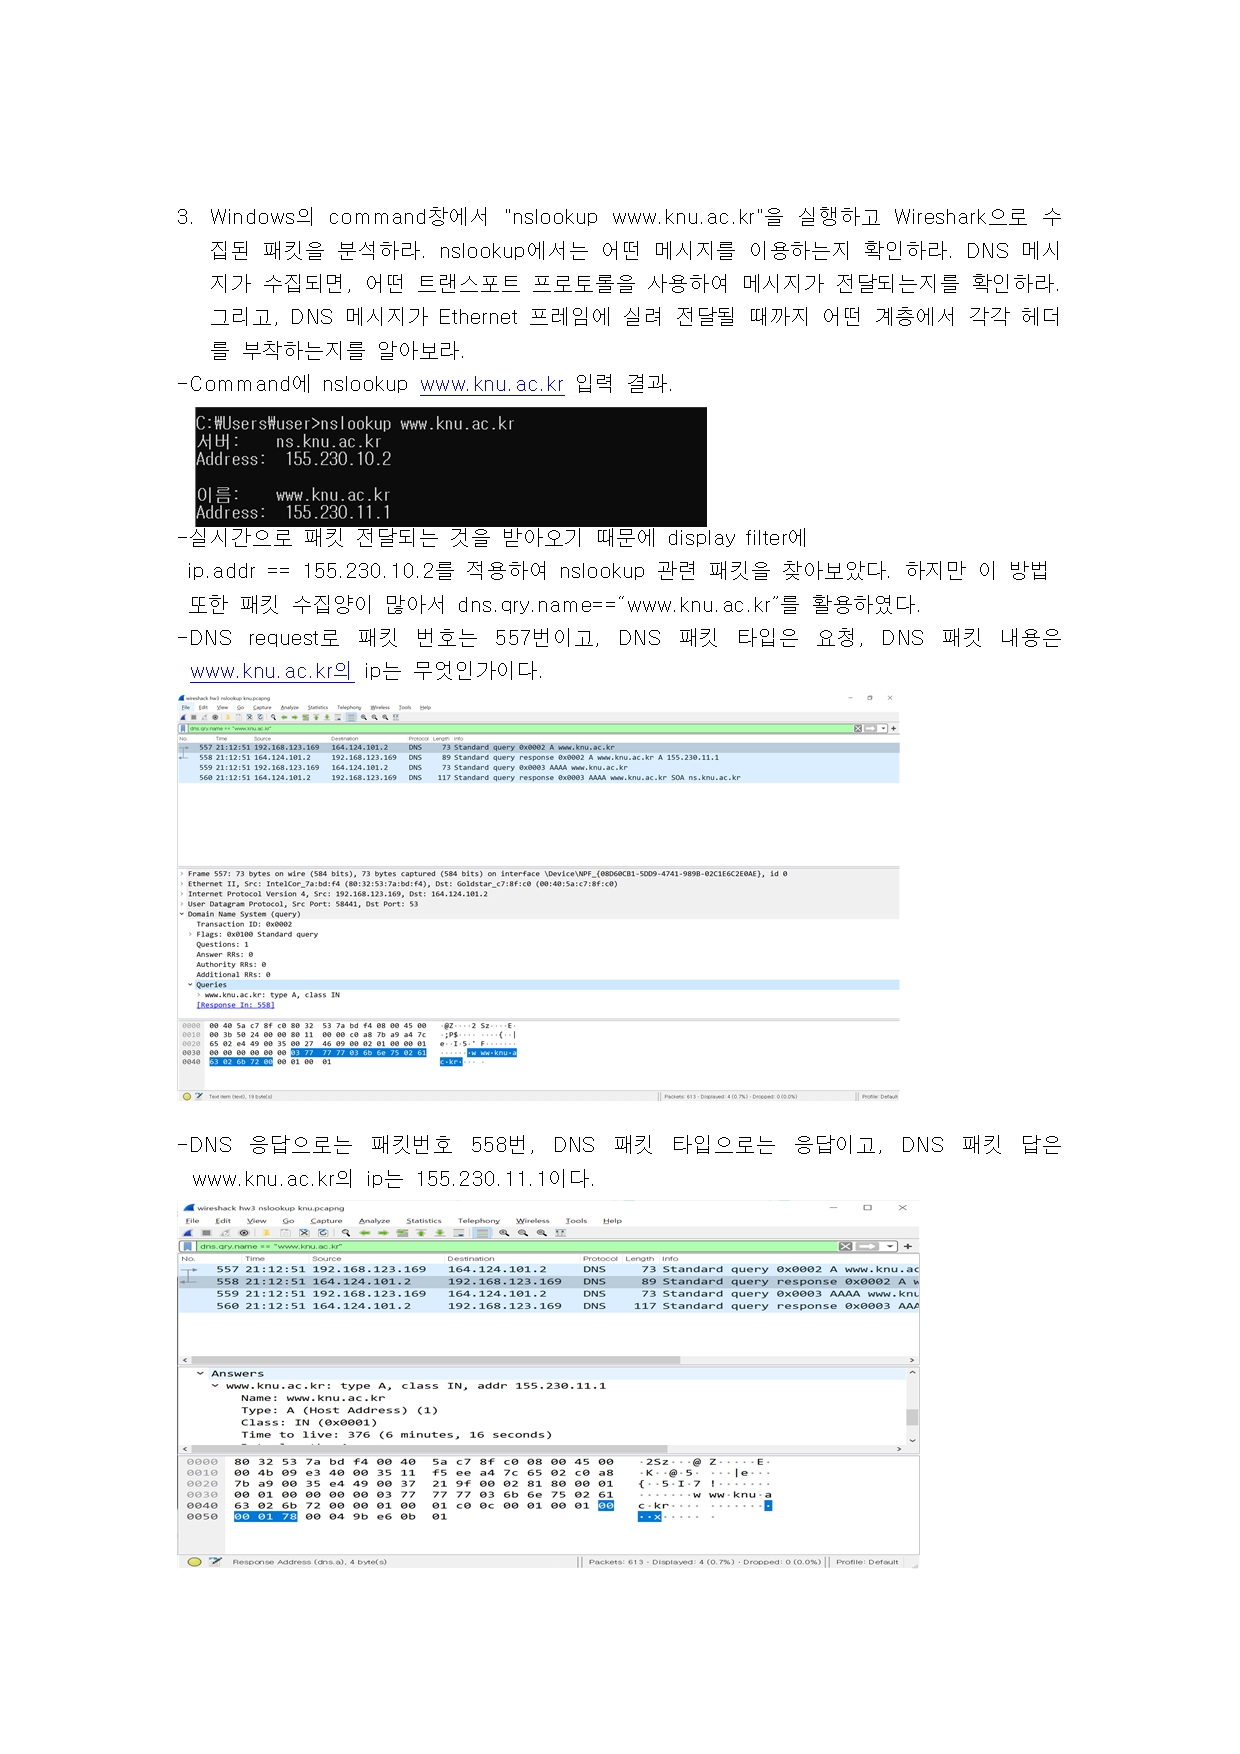 3. Windows의 command창에서 "nslookup www.knu.ac.kr"을 실행하고 Wireshark으로 수
집된 패킷을 분석하라. nslookup에서는 어떤 메시지를 이용하는지 확인하라. DNS 메시
지가 수집되면, 어떤 트랜스포트 프로토롤을 사용하여 메시지가 전달되는지를 확인하라.
그리고, DNS 메시지가 Ethernet 프레임에 실려 전달될 때까지 어떤 계층에서 각각 헤더
를 부착하는지를 알아보라.
-Command에 nslookup www.knu.ac.kr 입력 결과.
C:₩Users₩user>nslookup www.knu.ac.kr
서버: ns.knu.ac.kr
Address: 155.230.10.2
이름: www.knu.ac.kr
Address: 155.230.11.1
-실시간으로 패킷 전달되는 것을 받아오기 때문에 display filter에
ip.addr == 155.230.10.2를 적용하여 nslookup 관련 패킷을 찾아보았다. 하지만 이 방법
또한 패킷 수집양이 많아서 dns.qry.name==“www.knu.ac.kr”를 활용하였다.
-DNS request로 패킷 번호는 557번이고, DNS 패킷 타입은 요청, DNS 패킷 내용은
www.knu.ac.kr의 ip는 무엇인가이다.
wireshack hw3 nslookup knu.pcapng
File Edit View Go Capture Analyze Statistics Telephony Wireless Tools Help
dns.qry.name == "www.knu.ac.kr"
No. Time Source Destination Protocol Length Info
557 21:12:51 192.168.123.169 164.124.101.2 DNS 73 Standard query 0x0002 A www.knu.ac.kr
558 21:12:51 164.124.101.2 192.168.123.169 DNS 89 Standard query response 0x0002 A www.knu.ac.kr A 155.230.11.1
559 21:12:51 192.168.123.169 164.124.101.2 DNS 73 Standard query 0x0003 AAAA www.knu.ac.kr
560 21:12:51 164.124.101.2 192.168.123.169 DNS 117 Standard query response 0x0003 AAAA www.knu.ac.kr SOA ns.knu.ac.kr
Frame 557: 73 bytes on wire (584 bits), 73 bytes captured (584 bits) on interface \Device\NPF_{08D60CB1-5DD9-4741-989B-02C1E6C2E0AE}, id 0
Ethernet II, Src: IntelCor_7a:bd:f4 (80:32:53:7a:bd:f4), Dst: Goldstar_c7:8f:c0 (00:40:5a:c7:8f:c0)
Internet Protocol Version 4, Src: 192.168.123.169, Dst: 164.124.101.2
User Datagram Protocol, Src Port: 58441, Dst Port: 53
Domain Name System (query)
Transaction ID: 0x0002
Flags: 0x0100 Standard query
Questions: 1
Answer RRs: 0
Authority RRs: 0
Additional RRs: 0
Queries
www.knu.ac.kr: type A, class IN
[Response In: 558]
0000 00 40 5a c7 8f c0 80 32 53 7a bd f4 08 00 45 00 ·@Z····2 Sz····E·
0010 00 3b 50 24 00 00 80 11 00 00 c0 a8 7b a9 a4 7c ·;P$···· ····{··|
0020 65 02 e4 49 00 35 00 27 46 09 00 02 01 00 00 01 e··I·5·' F·······
0030 00 00 00 00 00 00 03 77 77 77 03 6b 6e 75 02 61 ·······w ww·knu·a
0040 63 02 6b 72 00 00 01 00 01 c·kr···· ·
Text item (text), 19 byte(s) Packets: 613 · Displayed: 4 (0.7%) · Dropped: 0 (0.0%) Profile: Default
-DNS 응답으로는 패킷번호 558번, DNS 패킷 타입으로는 응답이고, DNS 패킷 답은
www.knu.ac.kr의 ip는 155.230.11.1이다.
wireshack hw3 nslookup knu.pcapng
File Edit View Go Capture Analyze Statistics Telephony Wireless Tools Help
dns.qry.name == "www.knu.ac.kr"
No. Time Source Destination Protocol Length Info
557 21:12:51 192.168.123.169 164.124.101.2 DNS 73 Standard query 0x0002 A www.knu.ac
558 21:12:51 164.124.101.2 192.168.123.169 DNS 89 Standard query response 0x0002 A w
559 21:12:51 192.168.123.169 164.124.101.2 DNS 73 Standard query 0x0003 AAAA www.knu
560 21:12:51 164.124.101.2 192.168.123.169 DNS 117 Standard query response 0x0003 AAA
Answers
www.knu.ac.kr: type A, class IN, addr 155.230.11.1
Name: www.knu.ac.kr
Type: A (Host Address) (1)
Class: IN (0x0001)
Time to live: 376 (6 minutes, 16 seconds)
0000 80 32 53 7a bd f4 00 40 5a c7 8f c0 08 00 45 00 ·2Sz···@ Z·····E·
0010 00 4b 09 e3 40 00 35 11 f5 ee a4 7c 65 02 c0 a8 ·K··@·5· ···|e···
0020 7b a9 00 35 e4 49 00 37 21 9f 00 02 81 80 00 01 {··5·I·7 !·······
0030 00 01 00 00 00 00 03 77 77 77 03 6b 6e 75 02 61 ·······w ww·knu·a
0040 63 02 6b 72 00 00 01 00 01 c0 0c 00 01 00 01 00 c·kr···· ········
0050 00 01 78 00 04 9b e6 0b 01 ··x····· ·
Response Address (dns.a), 4 byte(s) Packets: 613 · Displayed: 4 (0.7%) · Dropped: 0 (0.0%) Profile: Default